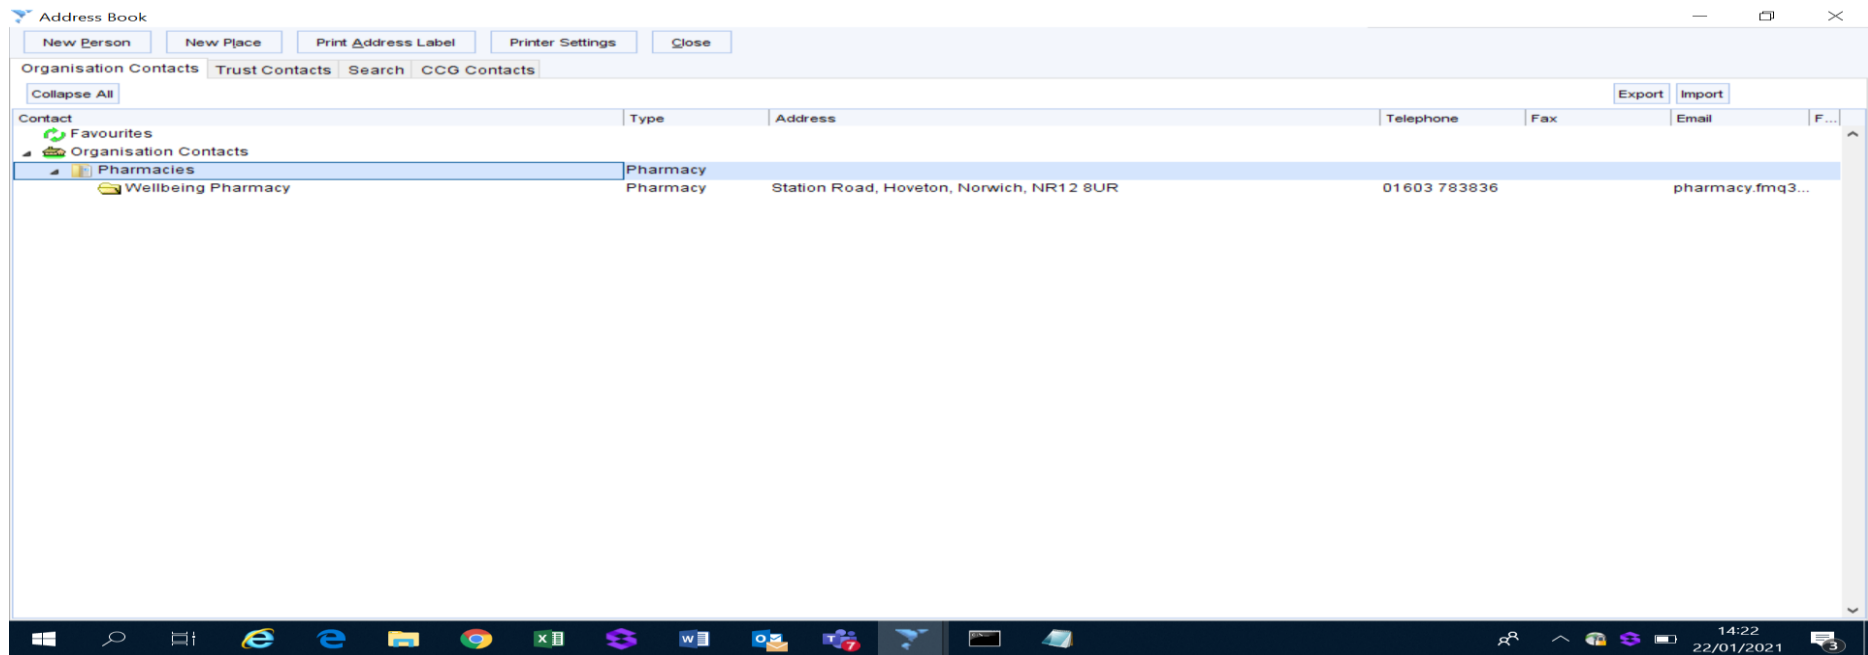 Address Book
New Person New Place Print Address Label Printer Settings Close
Organisation Contacts Trust Contacts Search CCG Contacts
Collapse All Export Import
Contact Type Address Telephone Fax Email F...
Favourites
Organisation Contacts
Pharmacies Pharmacy
Wellbeing Pharmacy Pharmacy Station Road, Hoveton, Norwich, NR12 8UR 01603 783836 pharmacy.fmq3...
14:22
22/01/2021
7
3